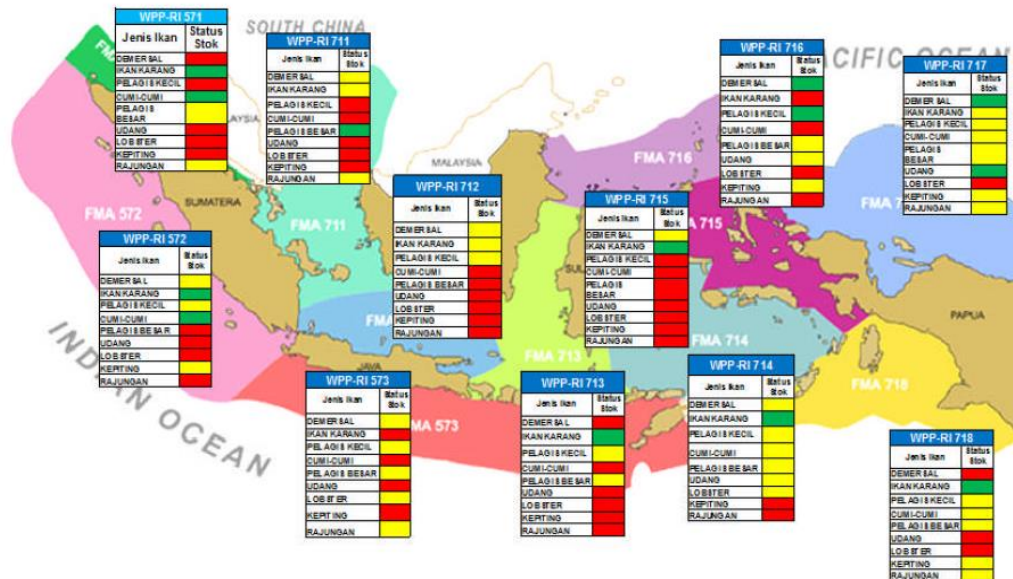 WPP-RI 571
Jenis Ikan Status Stok
DEMERSAL
IKAN KARANG
PELAGIS KECIL
CUMI-CUMI
PELAGIS BESAR
UDANG
LOBSTER
KEPITING
RAJUNGAN
SOUTH CHINA
WPP-RI 711
Jenis Ikan Status Stok
DEMERSAL
IKAN KARANG
PELAGIS KECIL
CUMI-CUMI
PELAGIS BESAR
UDANG
LOBSTER
KEPITING
RAJUNGAN
WPP-RI 716
Jenis Ikan Status Stok
DEMERSAL
IKAN KARANG
PELAGIS KECIL
CUMI-CUMI
PELAGIS BESAR
UDANG
LOBSTER
KEPITING
RAJUNGAN
ACIFIC OCEAN
WPP-RI 717
Jenis Ikan Status Stok
DEMERSAL
IKAN KARANG
PELAGIS KECIL
CUMI-CUMI
PELAGIS BESAR
UDANG
LOBSTER
KEPITING
RAJUNGAN
FMA
AYSIA
MALAYSIA
FMA 716
FMA 7
FMA 572
SUMATERA
FMA 711
WPP-RI 712
Jenis Ikan Status Stok
DEMERSAL
IKAN KARANG
PELAGIS KECIL
CUMI-CUMI
PELAGIS BESAR
UDANG
LOBSTER
KEPITING
RAJUNGAN
SUL
WPP-RI 715
Jenis Ikan Status Stok
DEMERSAL
IKAN KARANG
PELAGIS KECIL
CUMI-CUMI
PELAGIS BESAR
UDANG
LOBSTER
KEPITING
RAJUNGAN
715
WPP-RI 572
Jenis Ikan Status Stok
DEMERSAL
IKAN KARANG
PELAGIS KECIL
CUMI-CUMI
PELAGIS BESAR
UDANG
LOBSTER
KEPITING
RAJUNGAN
FMA
PAPUA
INDIAN OCEAN
JAVA
FMA 713
714
FMA 718
WPP-RI 573
Jenis Ikan Status Stok
DEMERSAL
IKAN KARANG
PELAGIS KECIL
CUMI-CUMI
PELAGIS BESAR
UDANG
LOBSTER
KEPITING
RAJUNGAN
MA 573
WPP-RI 713
Jenis Ikan Status Stok
DEMERSAL
IKAN KARANG
PELAGIS KECIL
CUMI-CUMI
PELAGIS BESAR
UDANG
LOBSTER
KEPITING
RAJUNGAN
WPP-RI 714
Jenis Ikan Status Stok
DEMERSAL
IKAN KARANG
PELAGIS KECIL
CUMI-CUMI
PELAGIS BESAR
UDANG
LOBSTER
KEPITING
RAJUNGAN
WPP-RI 718
Jenis Ikan Status Stok
DEMERSAL
IKAN KARANG
PELAGIS KECIL
CUMI-CUMI
PELAGIS BESAR
UDANG
LOBSTER
KEPITING
RAJUNGAN